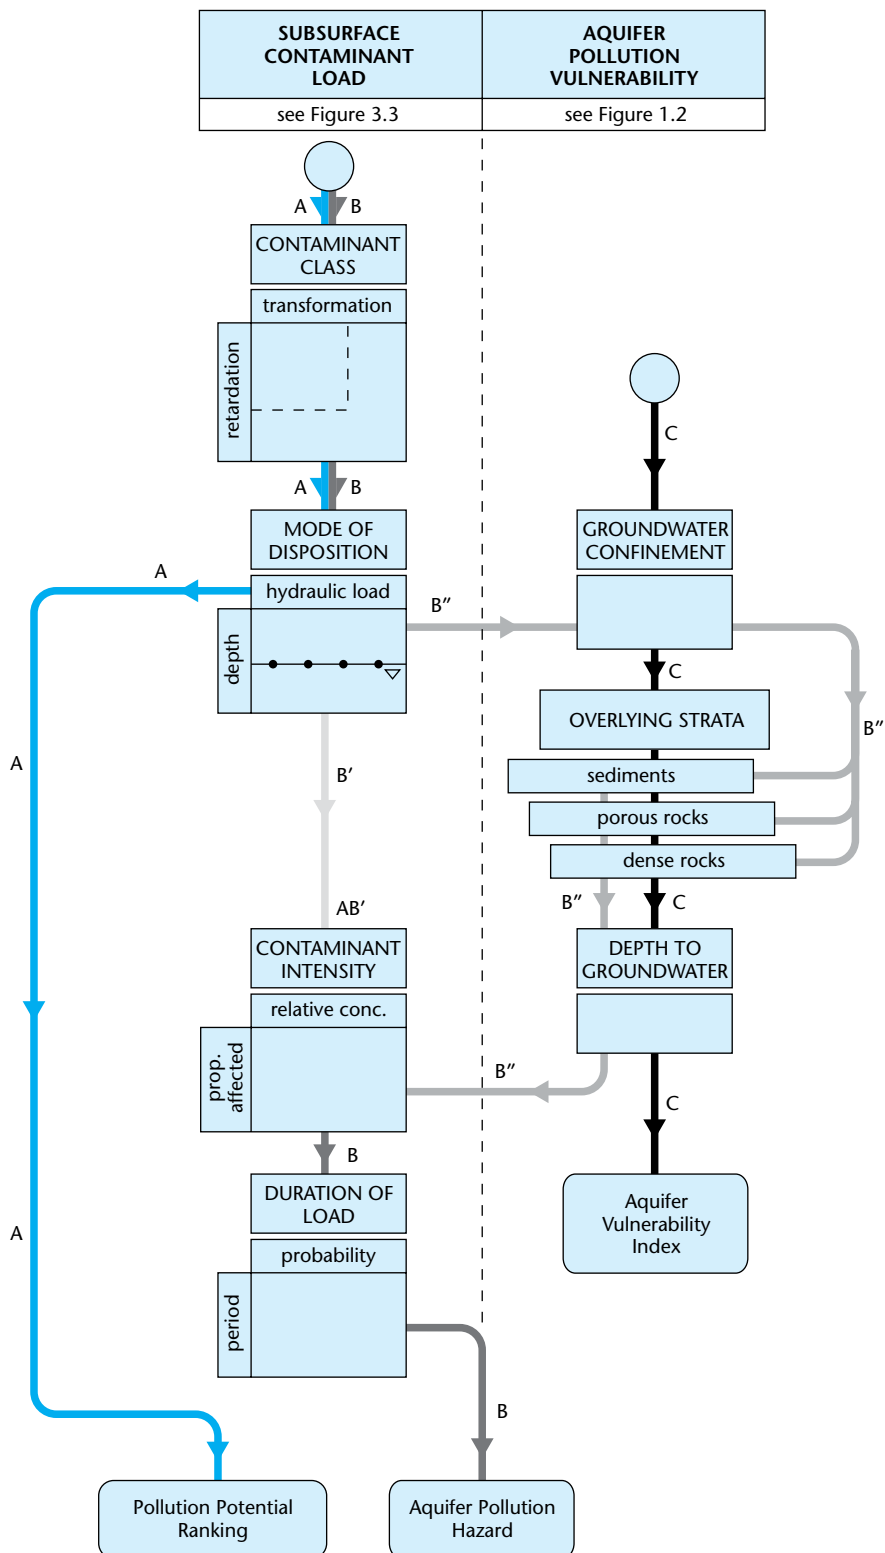 SUBSURFACE
CONTAMINANT
LOAD
AQUIFER
POLLUTION
VULNERABILITY
see Figure 3.3
see Figure 1.2
A
B
CONTAMINANT
CLASS
transformation
retardation
A
B
C
MODE OF
DISPOSITION
hydraulic load
depth
A
B″
GROUNDWATER
CONFINEMENT
C
B″
OVERLYING STRATA
sediments
porous rocks
dense rocks
A
B′
B″
C
AB′
CONTAMINANT
INTENSITY
relative conc.
prop.
affected
DEPTH TO
GROUNDWATER
B″
C
B
DURATION OF
LOAD
probability
period
Aquifer
Vulnerability
Index
A
B
Pollution Potential
Ranking
Aquifer Pollution
Hazard